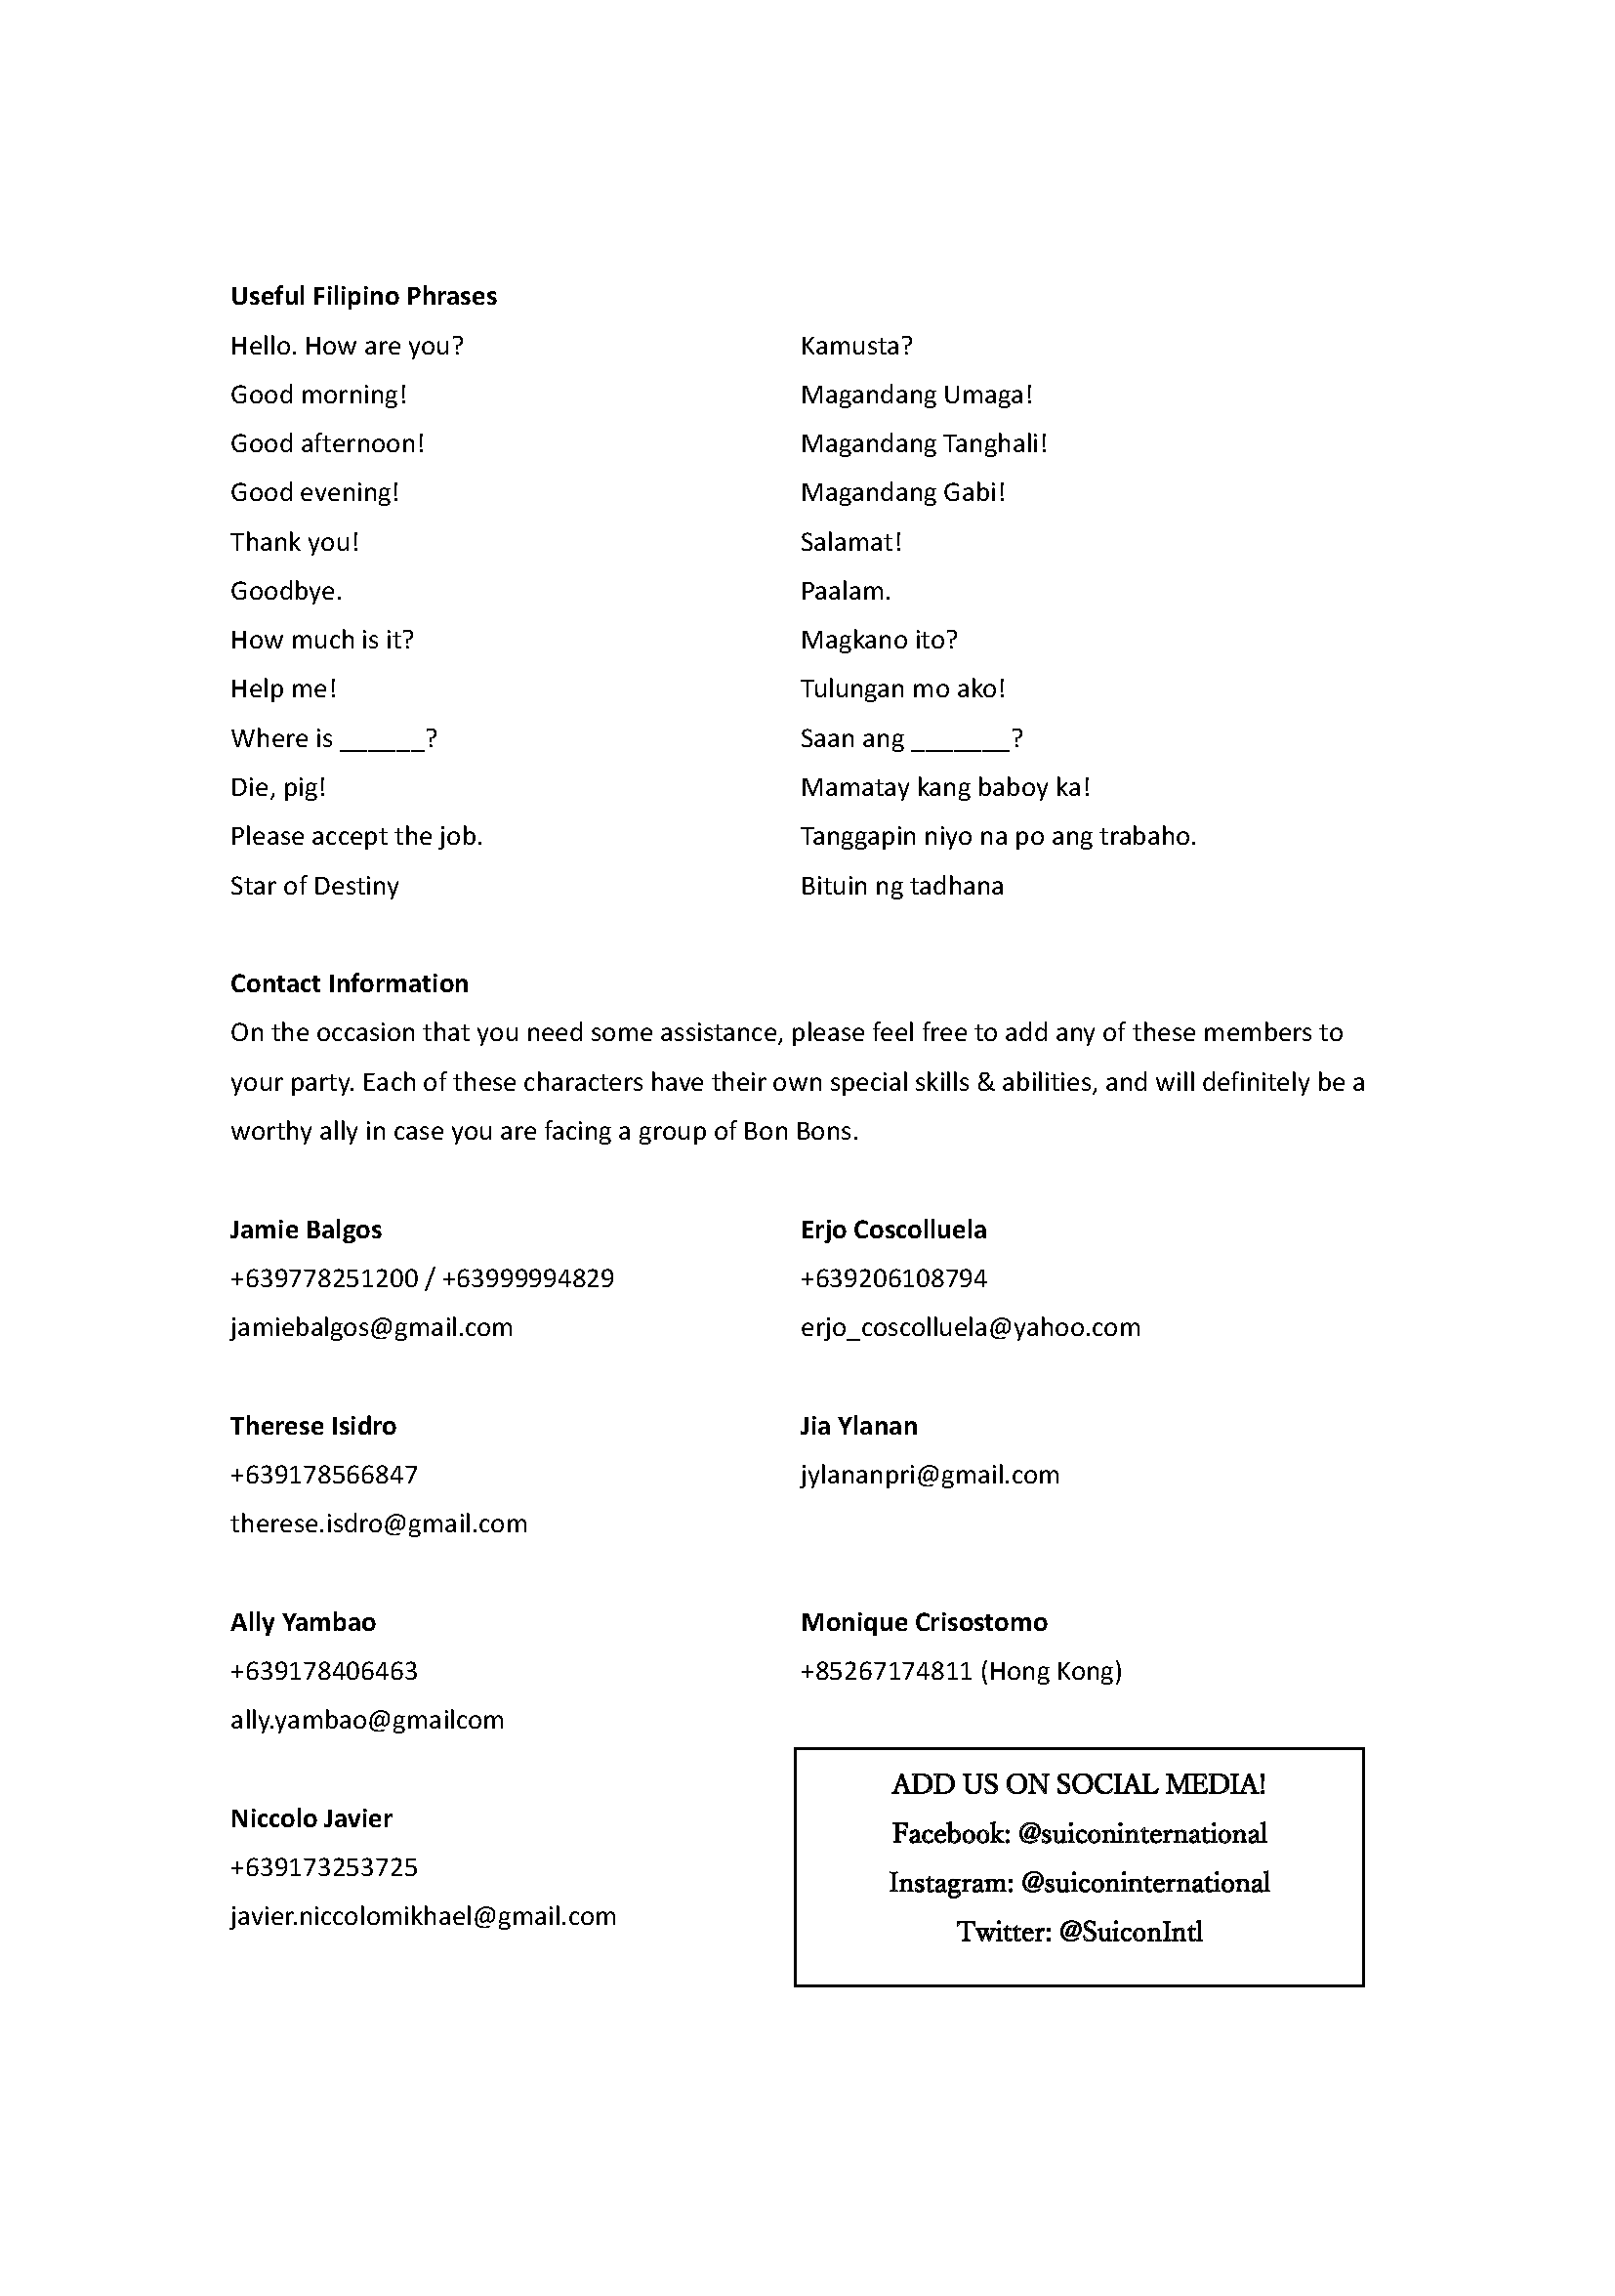 Useful Filipino Phrases
Hello. How are you? Kamusta?
Good morning! Magandang Umaga!
Good afternoon! Magandang Tanghali!
Good evening! Magandang Gabi!
Thank you! Salamat!
Goodbye. Paalam.
How much is it? Magkano ito?
Help me! Tulungan mo ako!
Where is ______? Saan ang _______?
Die, pig! Mamatay kang baboy ka!
Please accept the job. Tanggapin niyo na po ang trabaho.
Star of Destiny Bituin ng tadhana
Contact Information
On the occasion that you need some assistance, please feel free to add any of these members to
your party. Each of these characters have their own special skills & abilities, and will definitely be a
worthy ally in case you are facing a group of Bon Bons.
Jamie Balgos Erjo Coscolluela
+639778251200 / +63999994829 +639206108794
jamiebalgos@gmail.com erjo_coscolluela@yahoo.com
Therese Isidro Jia Ylanan
+639178566847 jylananpri@gmail.com
therese.isdro@gmail.com
Ally Yambao Monique Crisostomo
+639178406463 +85267174811 (Hong Kong)
ally.yambao@gmailcom
Niccolo Javier
+639173253725
javier.niccolomikhael@gmail.com
ADD US ON SOCIAL MEDIA!
Facebook: @suiconinternational
Instagram: @suiconinternational
Twitter: @SuiconIntl